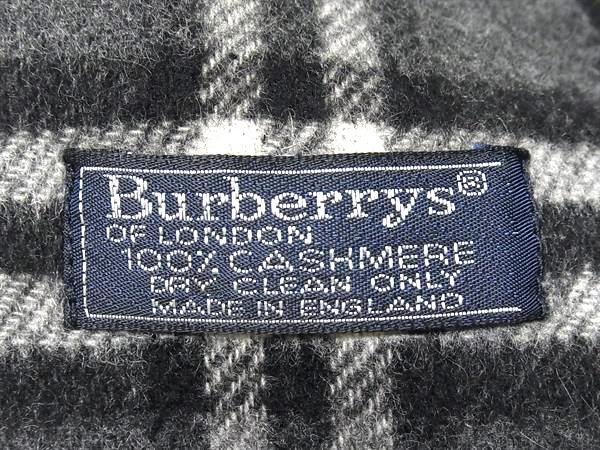 Burberrys®
OF LONDON
100% CASHMERE
DRY CLEAN ONLY
MADE IN ENGLAND